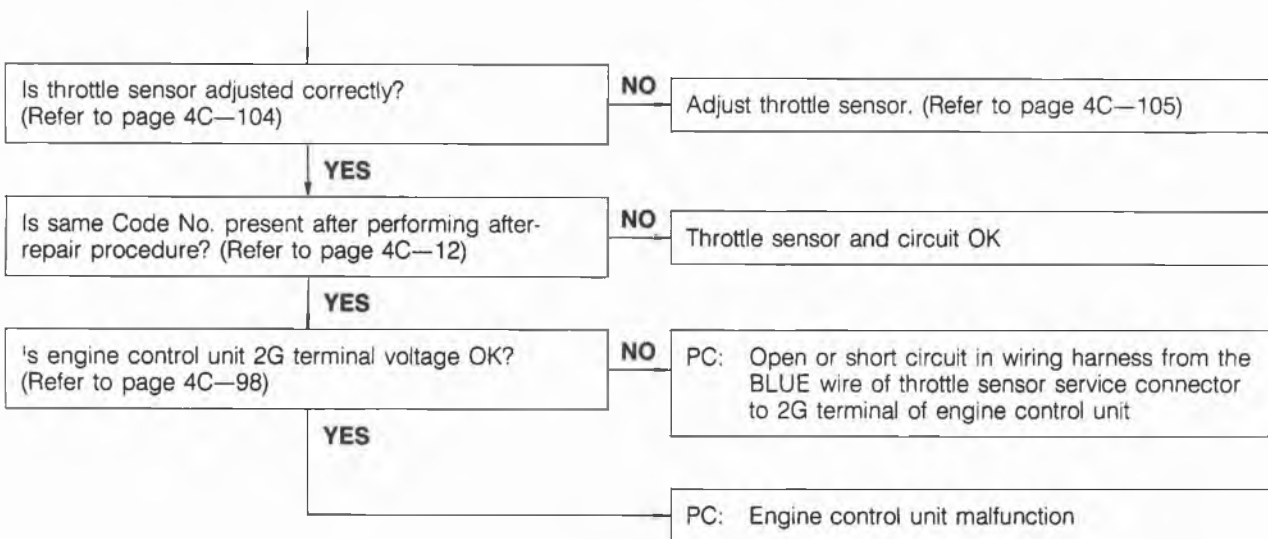 Is throttle sensor adjusted correctly?
(Refer to page 4C—104)
NO
Adjust throttle sensor. (Refer to page 4C—105)
YES
Is same Code No. present after performing after-
repair procedure? (Refer to page 4C—12)
NO
Throttle sensor and circuit OK
YES
Is engine control unit 2G terminal voltage OK?
(Refer to page 4C—98)
NO
PC: Open or short circuit in wiring harness from the
BLUE wire of throttle sensor service connector
to 2G terminal of engine control unit
YES
PC: Engine control unit malfunction